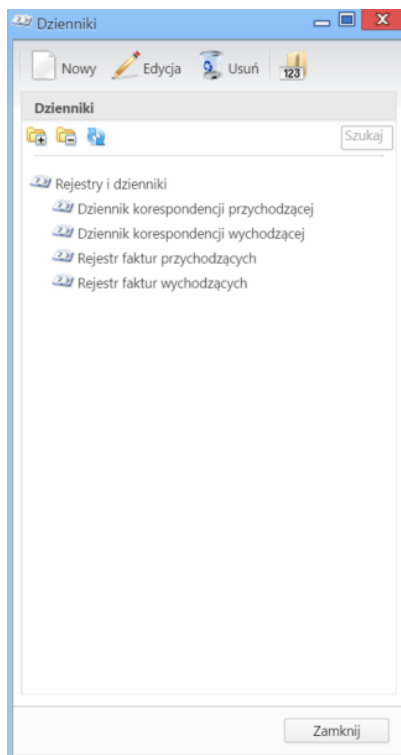 Dzienniki
Nowy Edycja Usuń 123
Dzienniki
Szukaj
Rejestry i dzienniki
Dziennik korespondencji przychodzącej
Dziennik korespondencji wychodzącej
Rejestr faktur przychodzących
Rejestr faktur wychodzących
Zamknij